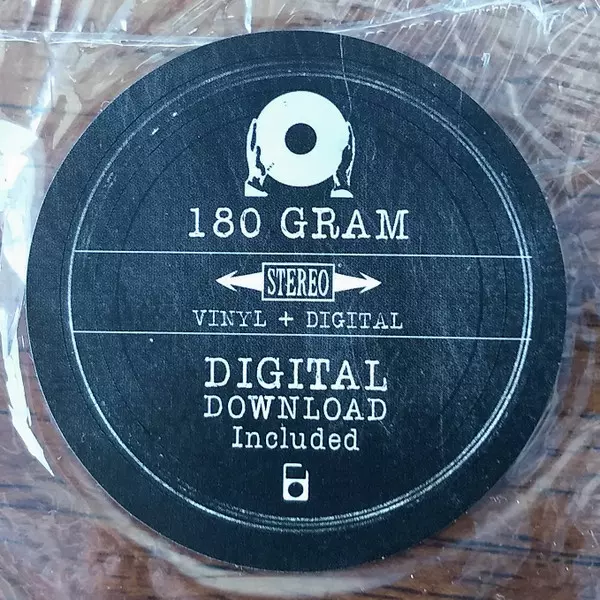 180 GRAM
STEREO
VINYL + DIGITAL
DIGITAL
DOWNLOAD
Included